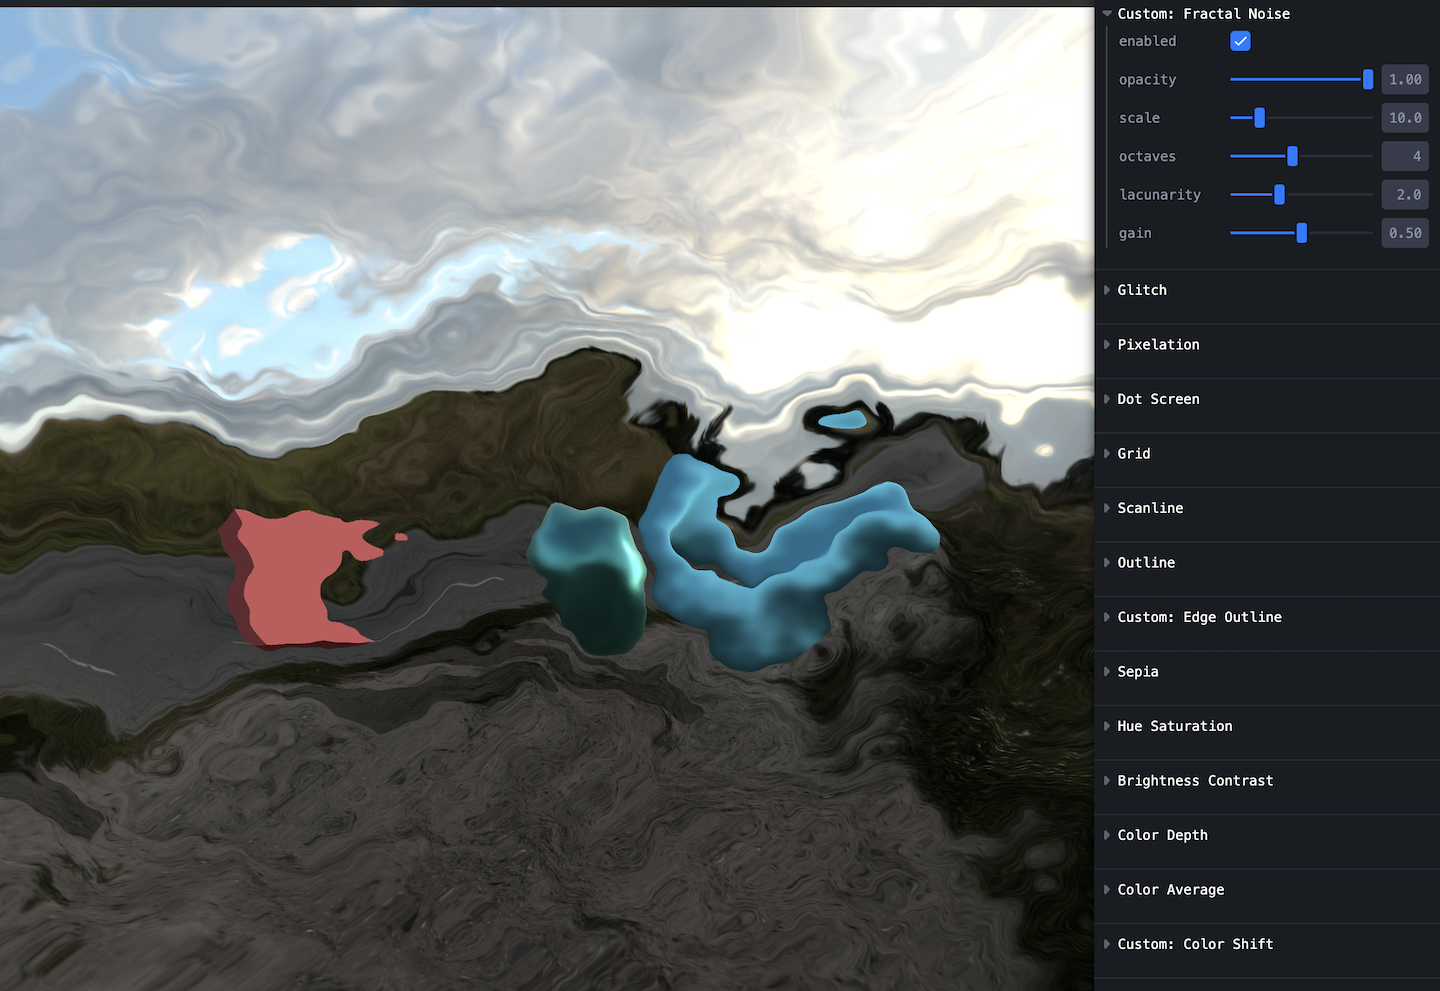 Custom: Fractal Noise
enabled
opacity 1.00
scale 10.0
octaves 4
lacunarity 2.0
gain 0.50
Glitch
Pixelation
Dot Screen
Grid
Scanline
Outline
Custom: Edge Outline
Sepia
Hue Saturation
Brightness Contrast
Color Depth
Color Average
Custom: Color Shift